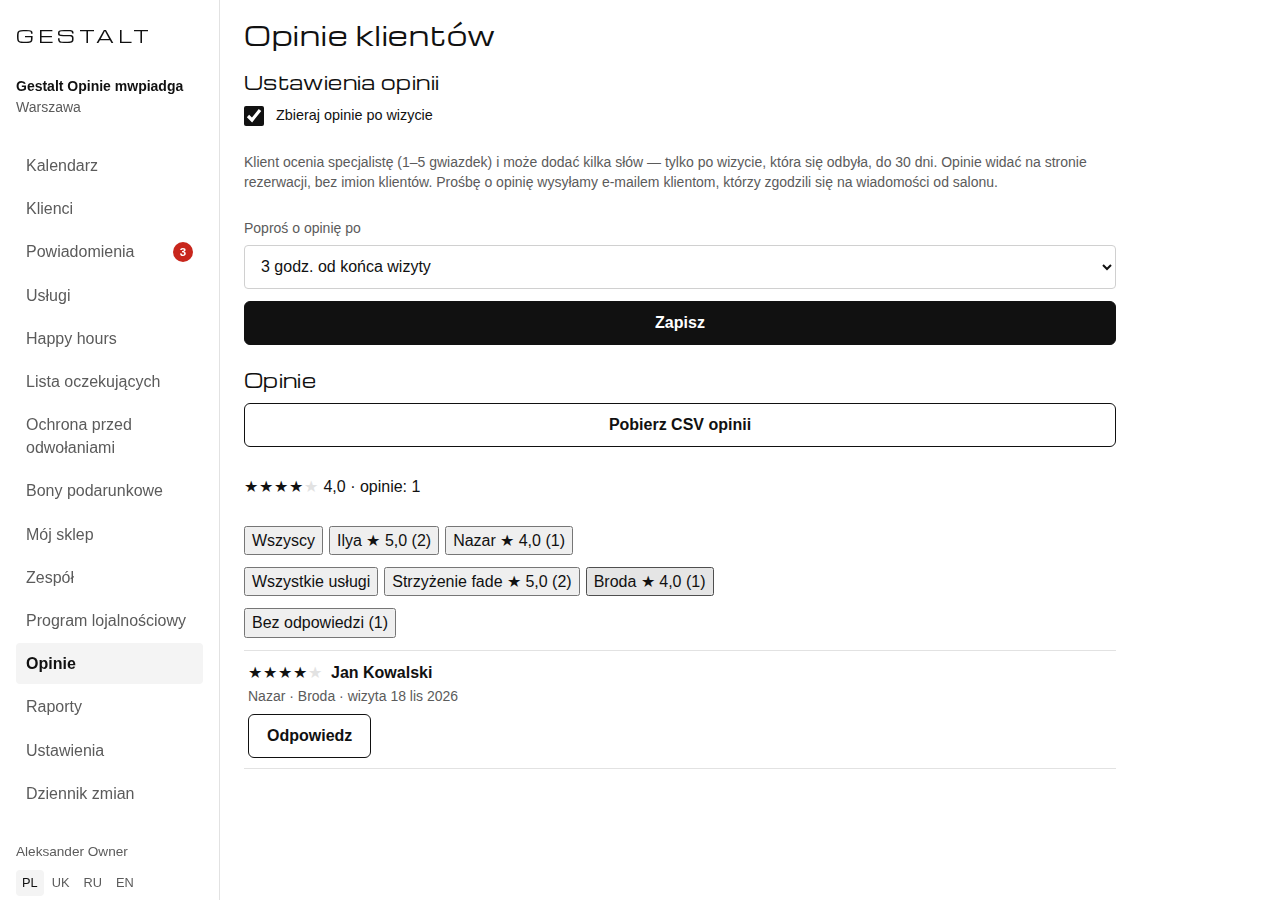 GESTALT
Gestalt Opinie mwpiadga
Warszawa
Kalendarz
Klienci
Powiadomienia 3
Usługi
Happy hours
Lista oczekujących
Ochrona przed
odwołaniami
Bony podarunkowe
Mój sklep
Zespół
Program lojalnościowy
Opinie
Raporty
Ustawienia
Dziennik zmian
Aleksander Owner
PL UK RU EN
Opinie klientów
Ustawienia opinii
Zbieraj opinie po wizycie
Klient ocenia specjalistę (1–5 gwiazdek) i może dodać kilka słów — tylko po wizycie, która się odbyła, do 30 dni. Opinie widać na stronie
rezerwacji, bez imion klientów. Prośbę o opinię wysyłamy e-mailem klientom, którzy zgodzili się na wiadomości od salonu.
Poproś o opinię po
3 godz. od końca wizyty
Zapisz
Opinie
Pobierz CSV opinii
★★★★★ 4,0 · opinie: 1
Wszyscy Ilya ★ 5,0 (2) Nazar ★ 4,0 (1)
Wszystkie usługi Strzyżenie fade ★ 5,0 (2) Broda ★ 4,0 (1)
Bez odpowiedzi (1)
★★★★★ Jan Kowalski
Nazar · Broda · wizyta 18 lis 2026
Odpowiedz